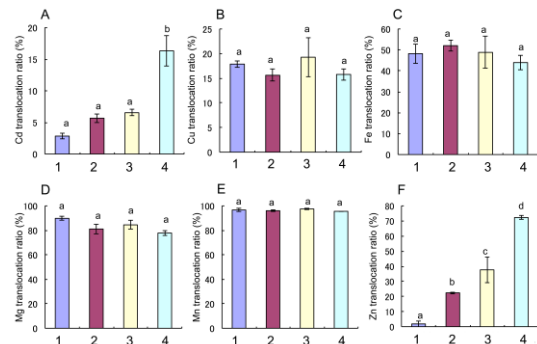 A
Cd translocation ratio (%)
20
15
10
5
0
a
a
a
b
1 2 3 4
B
Cu translocation ratio (%)
25
20
15
10
5
0
a
a
a
a
1 2 3 4
C
Fe translocation ratio (%)
60
50
40
30
20
10
0
a
a
a
a
1 2 3 4
D
Mg translocation ratio (%)
100
80
60
40
20
0
a
a
a
a
1 2 3 4
E
Mn translocation ratio (%)
100
80
60
40
20
0
a
a
a
a
1 2 3 4
F
Zn translocation ratio (%)
80
70
60
50
40
30
20
10
0
a
b
c
d
1 2 3 4